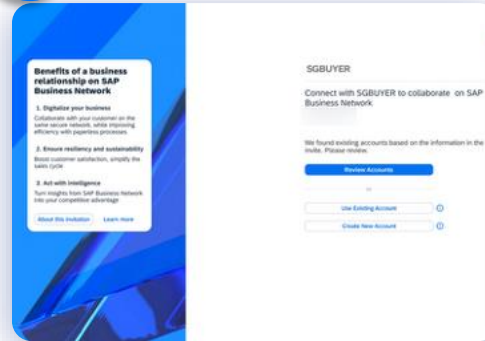 Benefits of a business
relationship on SAP
Business Network
1. Digitalize your business
Collaborate with your customer on the
same secure network, while improving
efficiency with paperless processes
2. Ensure resiliency and sustainability
Boost customer satisfaction, simplify the
sales cycle
3. Act with intelligence
Turn insights from SAP Business Network
into your competitive advantage
About this invitation Learn more
SGBUYER
Connect with SGBUYER to collaborate on SAP
Business Network
We found existing accounts based on the information in the
invite. Please review.
Review Accounts
or
Use Existing Account
Create New Account